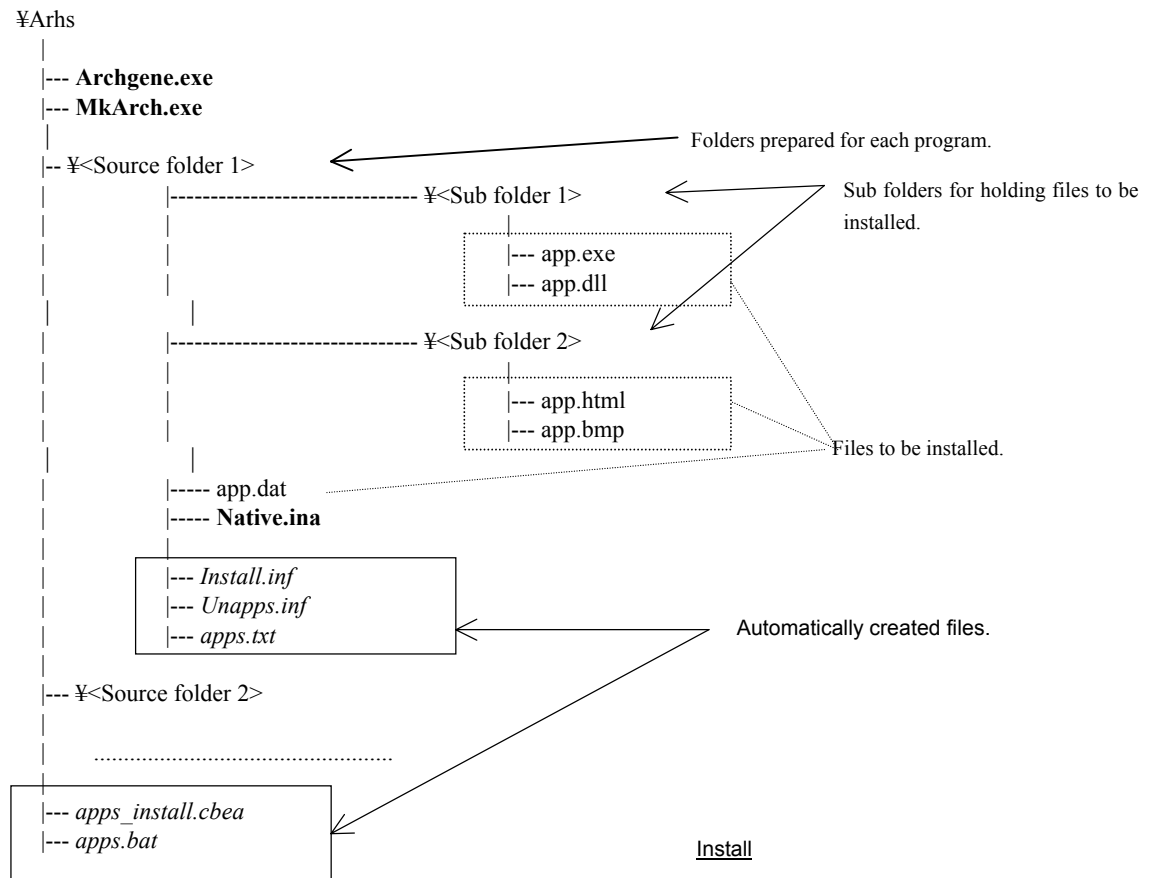 ¥Arhs
|--- Archgene.exe
|--- MkArch.exe
Folders prepared for each program.
|-- ¥<Source folder 1>
|------------------------------ ¥<Sub folder 1>
Sub folders for holding files to be
installed.
|--- app.exe
|--- app.dll
|------------------------------ ¥<Sub folder 2>
|--- app.html
|--- app.bmp
Files to be installed.
|----- app.dat
|----- Native.ina
|--- Install.inf
|--- Unapps.inf
|--- apps.txt
Automatically created files.
|--- ¥<Source folder 2>
|--- apps_install.cbea
|--- apps.bat
Install